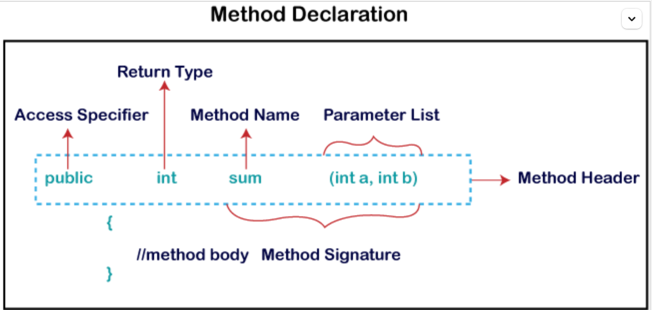 Method Declaration
Return Type
Access Specifier Method Name Parameter List
public int sum (int a, int b) Method Header
{
//method body Method Signature
}